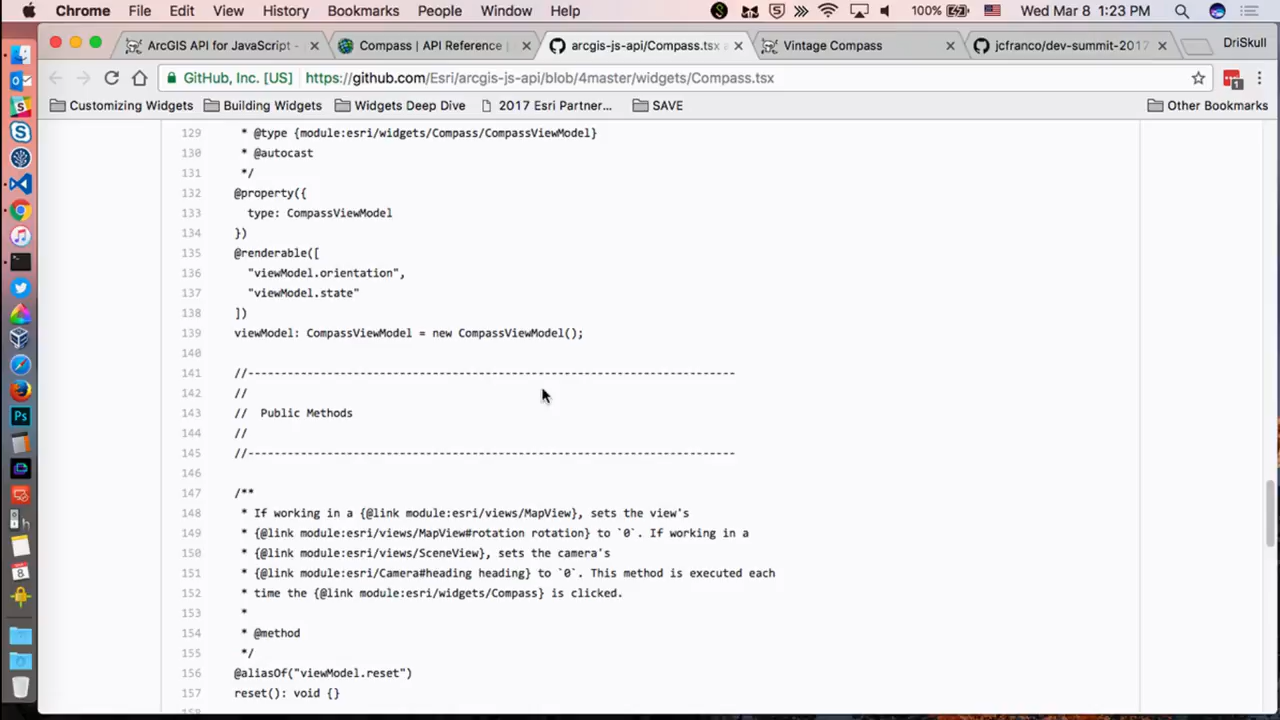 Chrome File Edit View History Bookmarks People Window Help 100% Wed Mar 8 1:23 PM
ArcGIS API for JavaScript - Compass | API Reference arcgis-js-api/Compass.tsx Vintage Compass jcfranco/dev-summit-2017 DriSkull
GitHub, Inc. [US] https://github.com/Esri/arcgis-js-api/blob/4master/widgets/Compass.tsx
Customizing Widgets Building Widgets Widgets Deep Dive 2017 Esri Partner... SAVE Other Bookmarks
129 * @type {module:esri/widgets/Compass/CompassViewModel}
130 * @autocast
131 */
132 @property({
133 type: CompassViewModel
134 })
135 @renderable([
136 "viewModel.orientation",
137 "viewModel.state"
138 ])
139 viewModel: CompassViewModel = new CompassViewModel();
140
141 //--------------------------------------------------------------------------
142 //
143 // Public Methods
144 //
145 //--------------------------------------------------------------------------
146
147 /**
148 * If working in a {@link module:esri/views/MapView}, sets the view's
149 * {@link module:esri/views/MapView#rotation rotation} to `0`. If working in a
150 * {@link module:esri/views/SceneView}, sets the camera's
151 * {@link module:esri/Camera#heading heading} to `0`. This method is executed each
152 * time the {@link module:esri/widgets/Compass} is clicked.
153 *
154 * @method
155 */
156 @aliasOf("viewModel.reset")
157 reset(): void {}